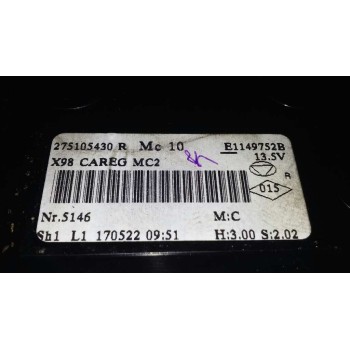 275105430 R Mc 10 E1149752B
X98 CAREG MC2 13.5V
R
015
Nr.5146 M:C
Sh1 L1 170522 09:51 H:3.00 S:2.02